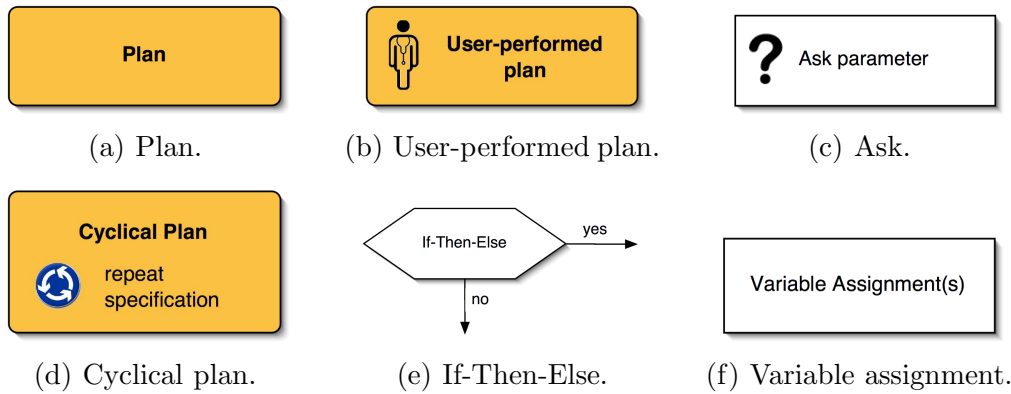 Plan
User-performed
plan
Ask parameter
(a) Plan.
(b) User-performed plan.
(c) Ask.
Cyclical Plan
repeat
specification
If-Then-Else
yes
no
Variable Assignment(s)
(d) Cyclical plan.
(e) If-Then-Else.
(f) Variable assignment.